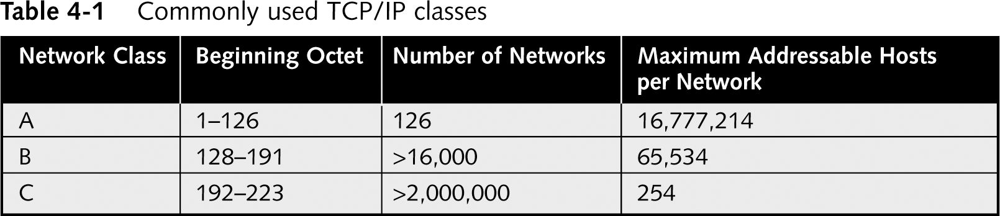 Table 4-1 Commonly used TCP/IP classes
Network Class Beginning Octet Number of Networks Maximum Addressable Hosts per Network
A 1–126 126 16,777,214
B 128–191 >16,000 65,534
C 192–223 >2,000,000 254